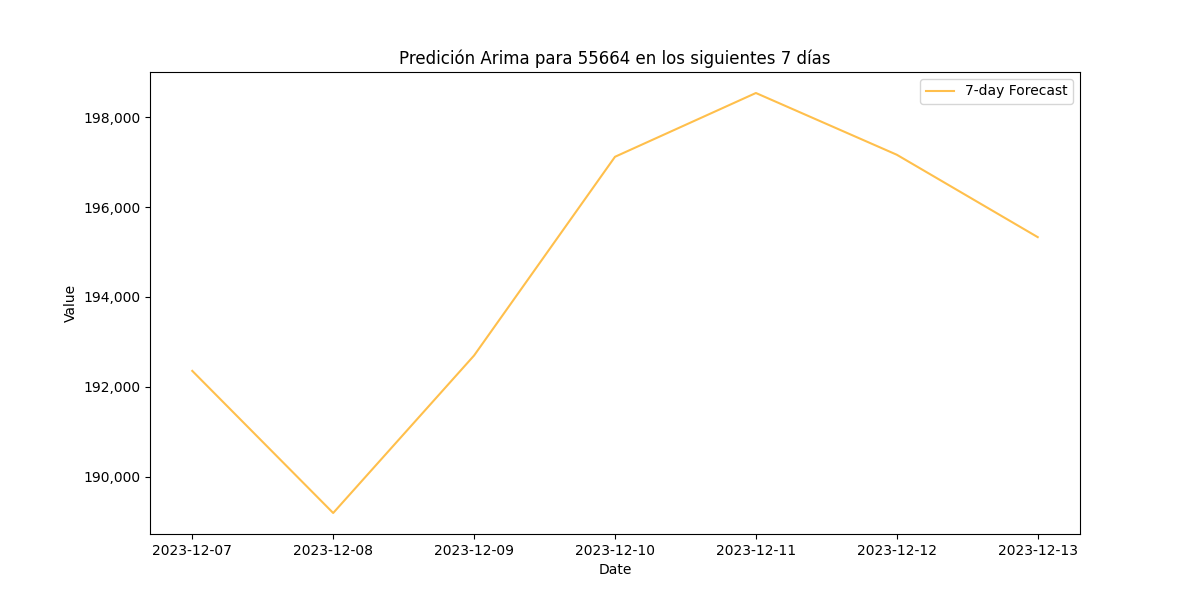 Predición Arima para 55664 en los siguientes 7 días
7-day Forecast
198,000
196,000
194,000
192,000
190,000
Value
2023-12-07 2023-12-08 2023-12-09 2023-12-10 2023-12-11 2023-12-12 2023-12-13
Date